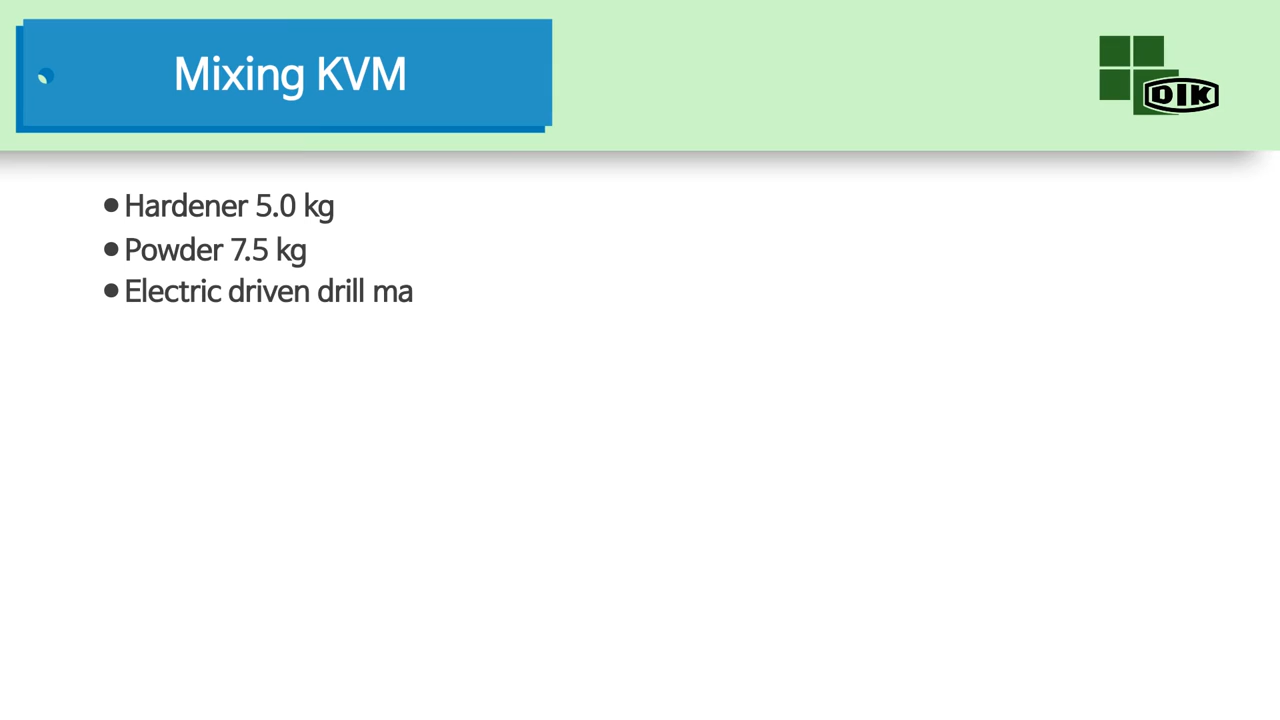 Mixing KVM
DIK
•Hardener 5.0 kg
•Powder 7.5 kg
•Electric driven drill ma